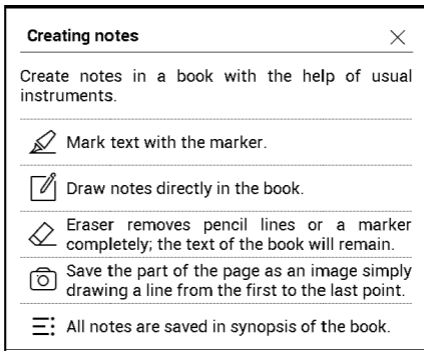 Creating notes
Create notes in a book with the help of usual
instruments.
Mark text with the marker.
Draw notes directly in the book.
Eraser removes pencil lines or a marker
completely; the text of the book will remain.
Save the part of the page as an image simply
drawing a line from the first to the last point.
All notes are saved in synopsis of the book.